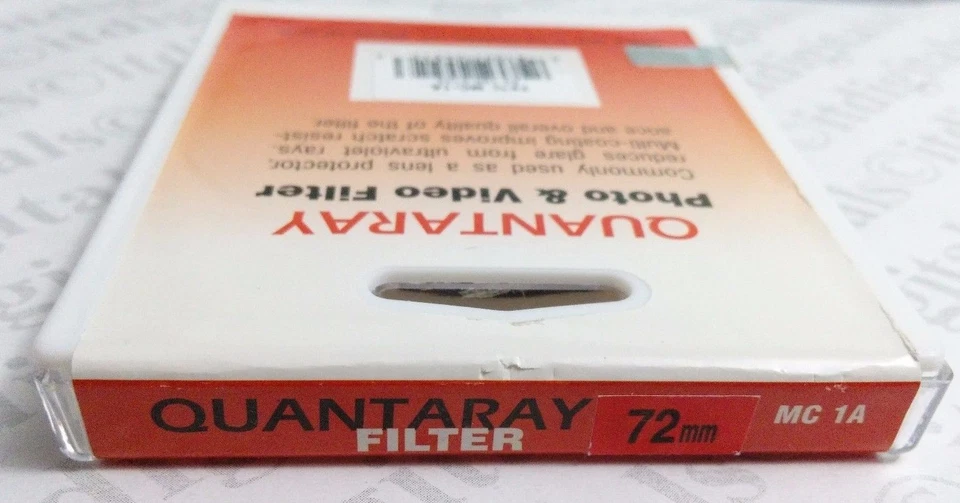 QUANTARAY
Photo & Video Filter
Commonly used as a lens protector,
reduces glare from ultraviolet rays.
Multi-coating improves scratch resist-
ance and overall quality of the filter.
QUANTARAY
FILTER
72mm
MC 1A